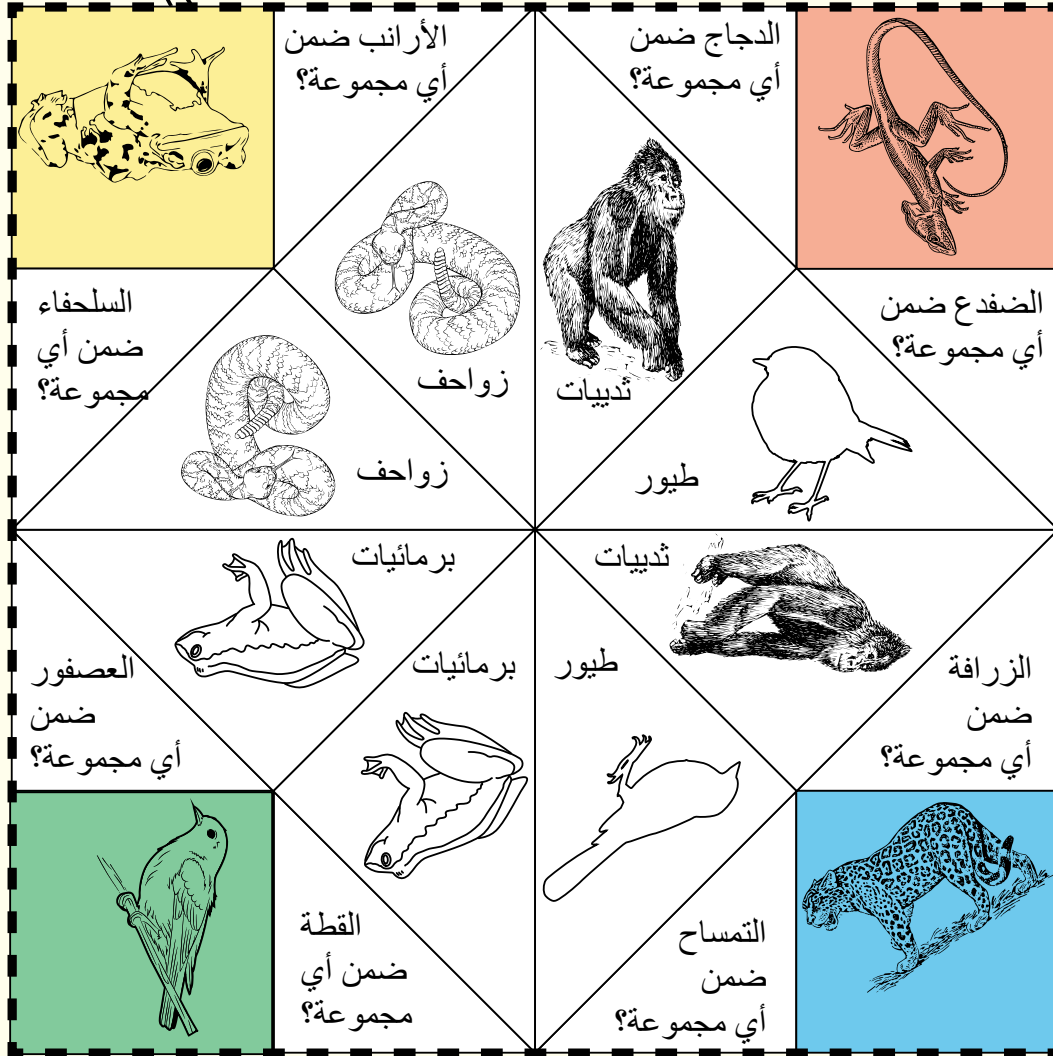 الدجاج ضمن
أي مجموعة؟
الأرانب ضمن
أي مجموعة؟
الضفدع ضمن
أي مجموعة؟
السلحفاء
ضمن أي
مجموعة؟
ثدييات
زواحف
طيور
زواحف
ثدييات
برمائيات
طيور
برمائيات
الزرافة
ضمن
أي مجموعة؟
العصفور
ضمن
أي مجموعة؟
التمساح
ضمن
أي مجموعة؟
القطة
ضمن أي
مجموعة؟